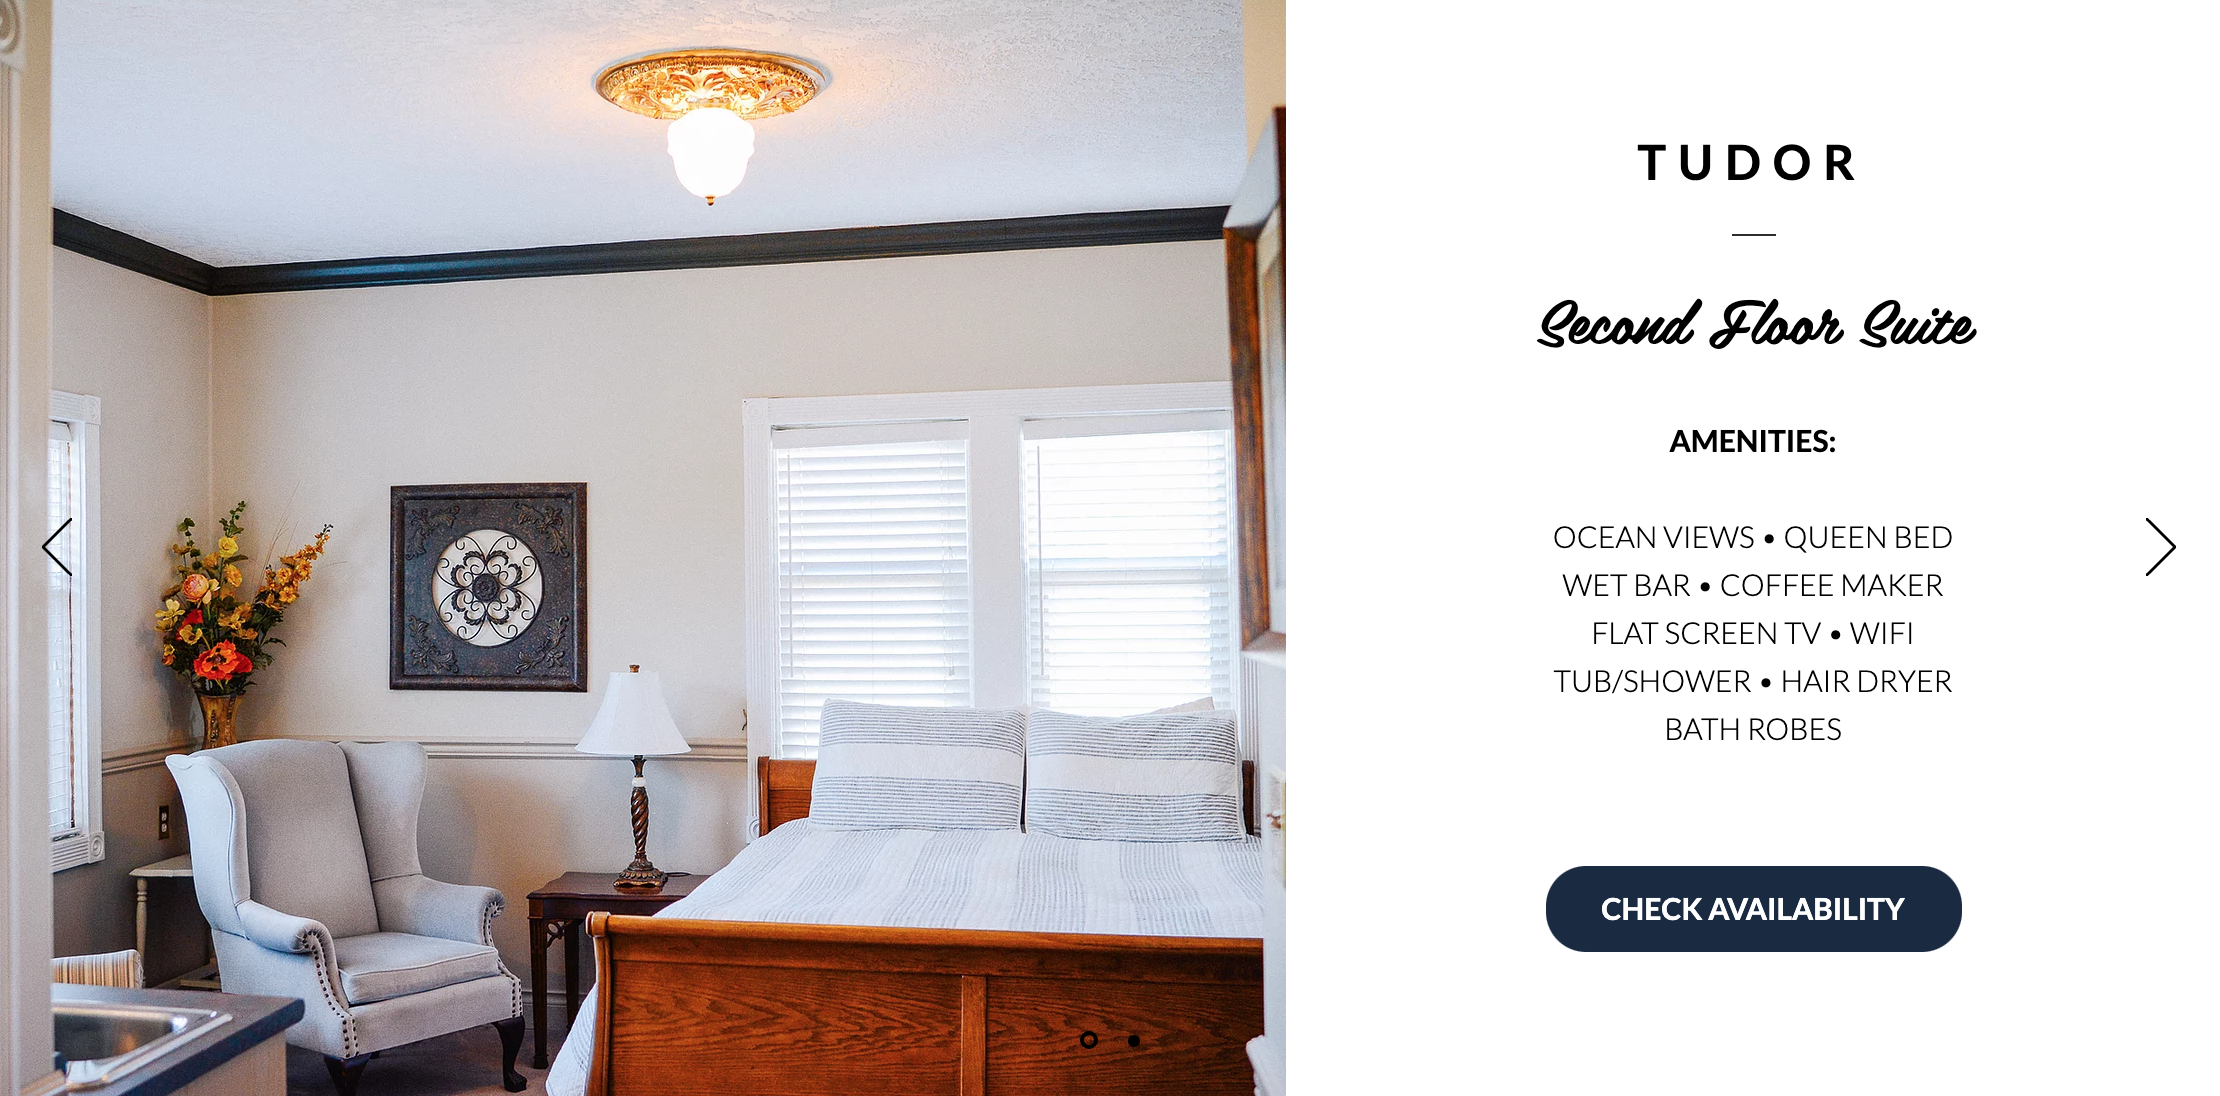 TUDOR
Second Floor Suite
AMENITIES:
OCEAN VIEWS • QUEEN BED
WET BAR • COFFEE MAKER
FLAT SCREEN TV • WIFI
TUB/SHOWER • HAIR DRYER
BATH ROBES
CHECK AVAILABILITY